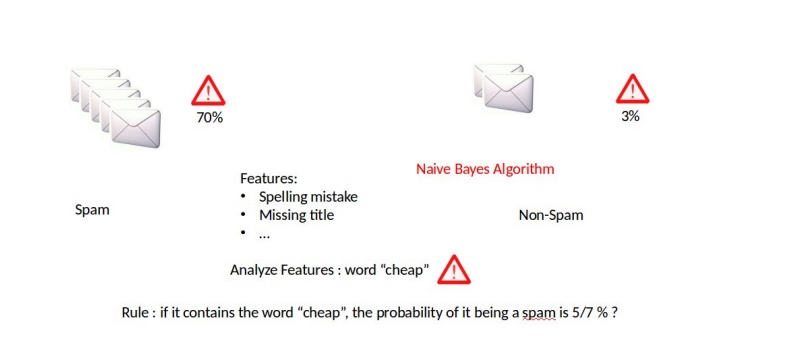 70%
3%
Naive Bayes Algorithm
Features:
• Spelling mistake
• Missing title
• ...
Spam
Non-Spam
Analyze Features : word “cheap”
Rule : if it contains the word “cheap”, the probability of it being a spam is 5/7 % ?